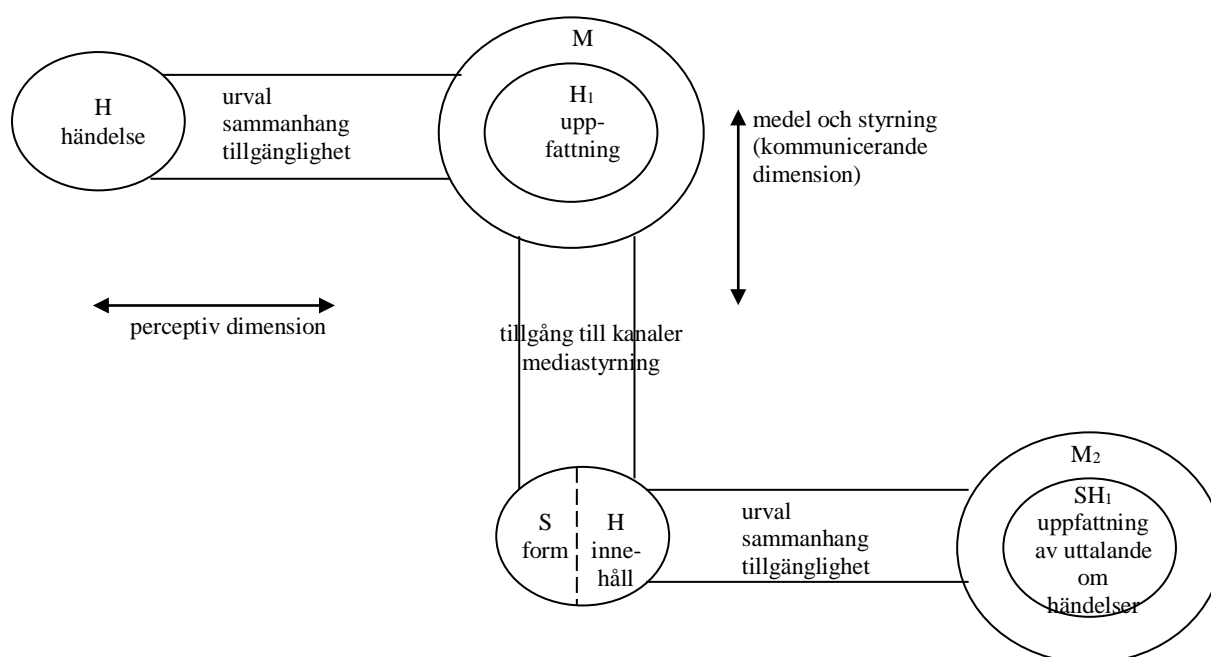 M
H
händelse
urval
sammanhang
tillgänglighet
H₁
upp-
fattning
medel och styrning
(kommunicerande
dimension)
perceptiv dimension
tillgång till kanaler
mediastyrning
S
form
H
inne-
håll
urval
sammanhang
tillgänglighet
M₂
SH₁
uppfattning
av uttalande
om
händelser